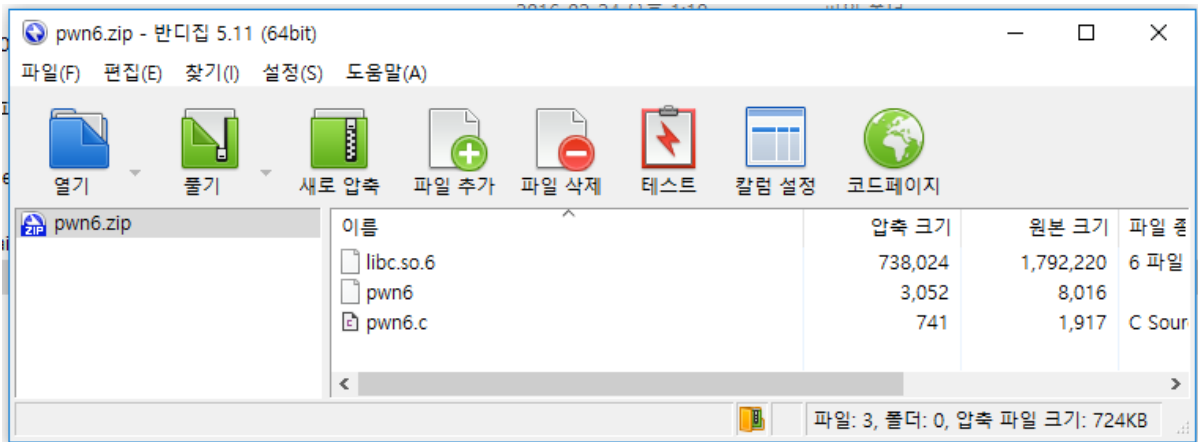 pwn6.zip - 반디집 5.11 (64bit)
파일(F) 편집(E) 찾기(I) 설정(S) 도움말(A)
열기 풀기 새로 압축 파일 추가 파일 삭제 테스트 칼럼 설정 코드페이지
pwn6.zip
이름 압축 크기 원본 크기 파일 종
libc.so.6 738,024 1,792,220 6 파일
pwn6 3,052 8,016
pwn6.c 741 1,917 C Sour
파일: 3, 폴더: 0, 압축 파일 크기: 724KB